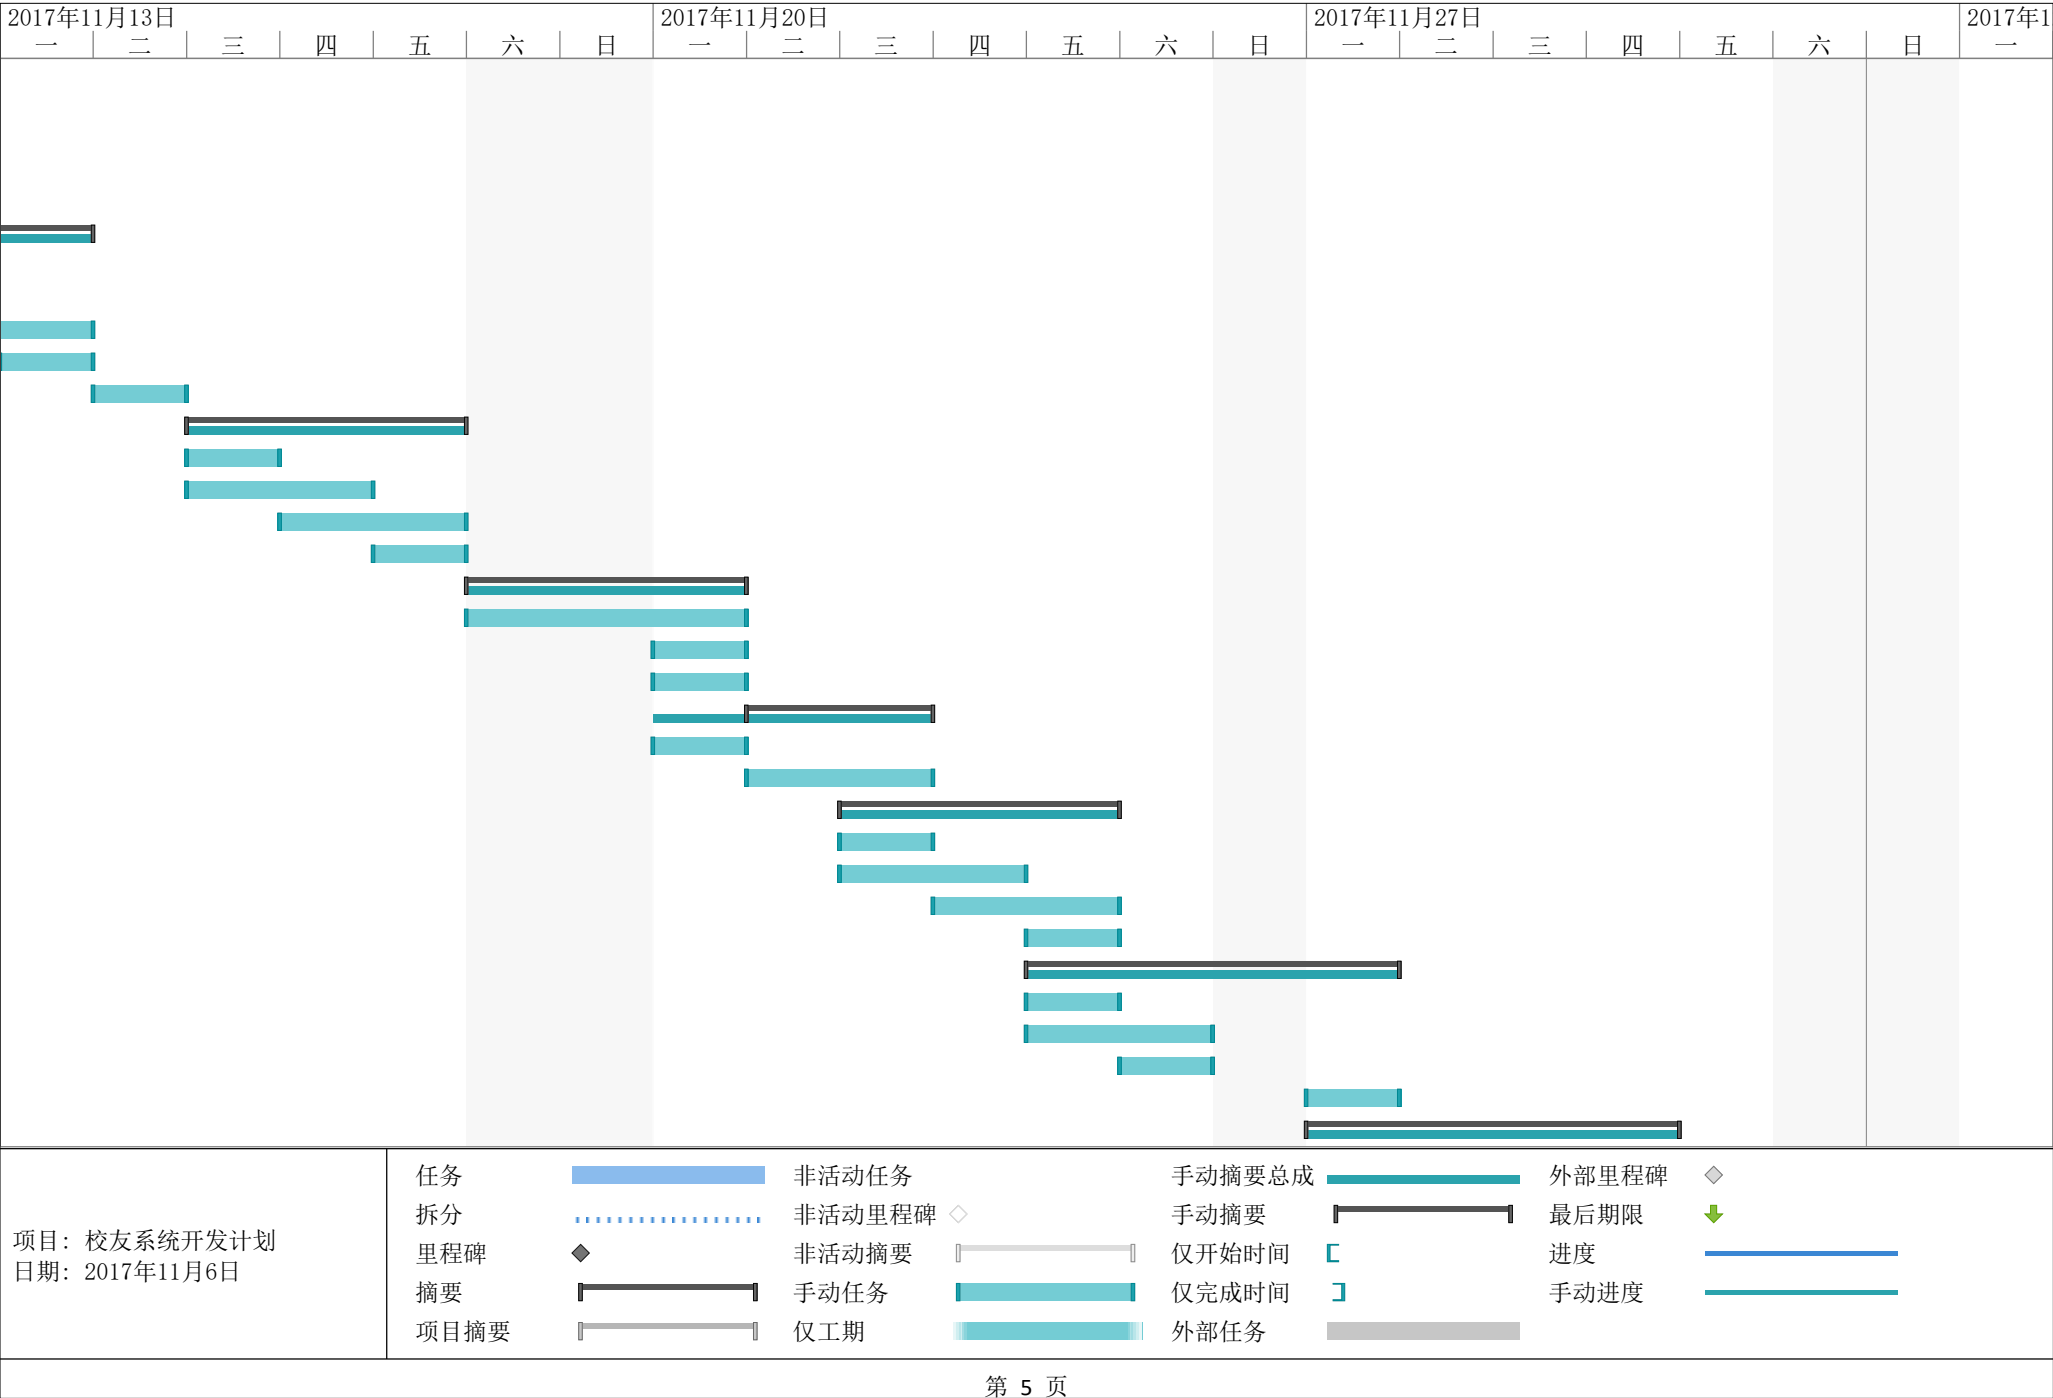 2017年11月13日 2017年11月20日 2017年11月27日 2017年1
一 二 三 四 五 六 日 一 二 三 四 五 六 日 一 二 三 四 五 六 日 一
任务 非活动任务 手动摘要总成 外部里程碑
拆分 非活动里程碑 手动摘要 最后期限
里程碑 非活动摘要 仅开始时间 进度
摘要 手动任务 仅完成时间 手动进度
项目摘要 仅工期 外部任务
项目: 校友系统开发计划
日期: 2017年11月6日
第 5 页